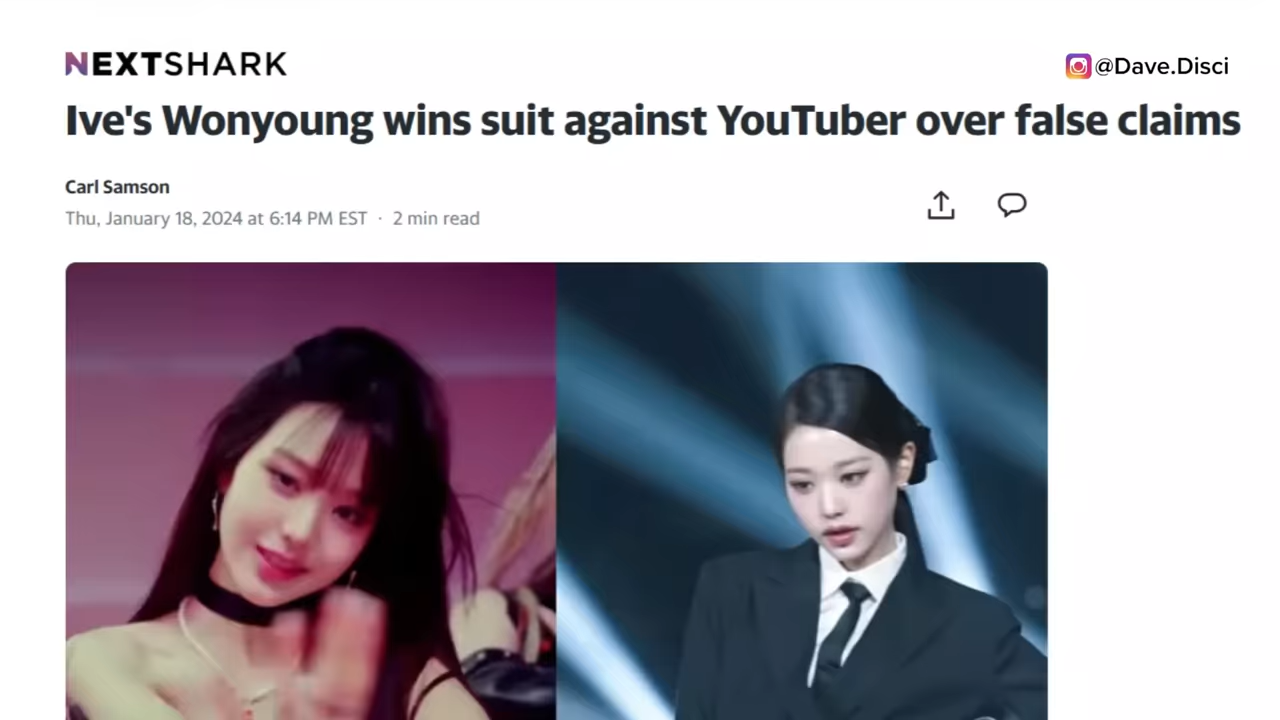 NEXTSHARK
@Dave.Disci
Ive's Wonyoung wins suit against YouTuber over false claims
Carl Samson
Thu, January 18, 2024 at 6:14 PM EST · 2 min read